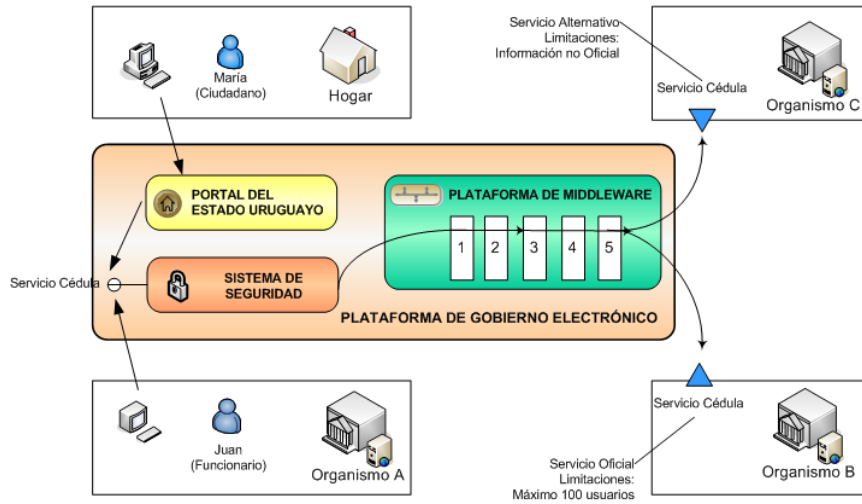 María
(Ciudadano)
Hogar
Servicio Alternativo
Limitaciones:
Información no Oficial
Servicio Cédula
Organismo C
PORTAL DEL
ESTADO URUGUAYO
PLATAFORMA DE MIDDLEWARE
1 2 3 4 5
Servicio Cédula
SISTEMA DE
SEGURIDAD
PLATAFORMA DE GOBIERNO ELECTRÓNICO
Juan
(Funcionario)
Organismo A
Servicio Cédula
Servicio Oficial
Limitaciones:
Máximo 100 usuarios
Organismo B